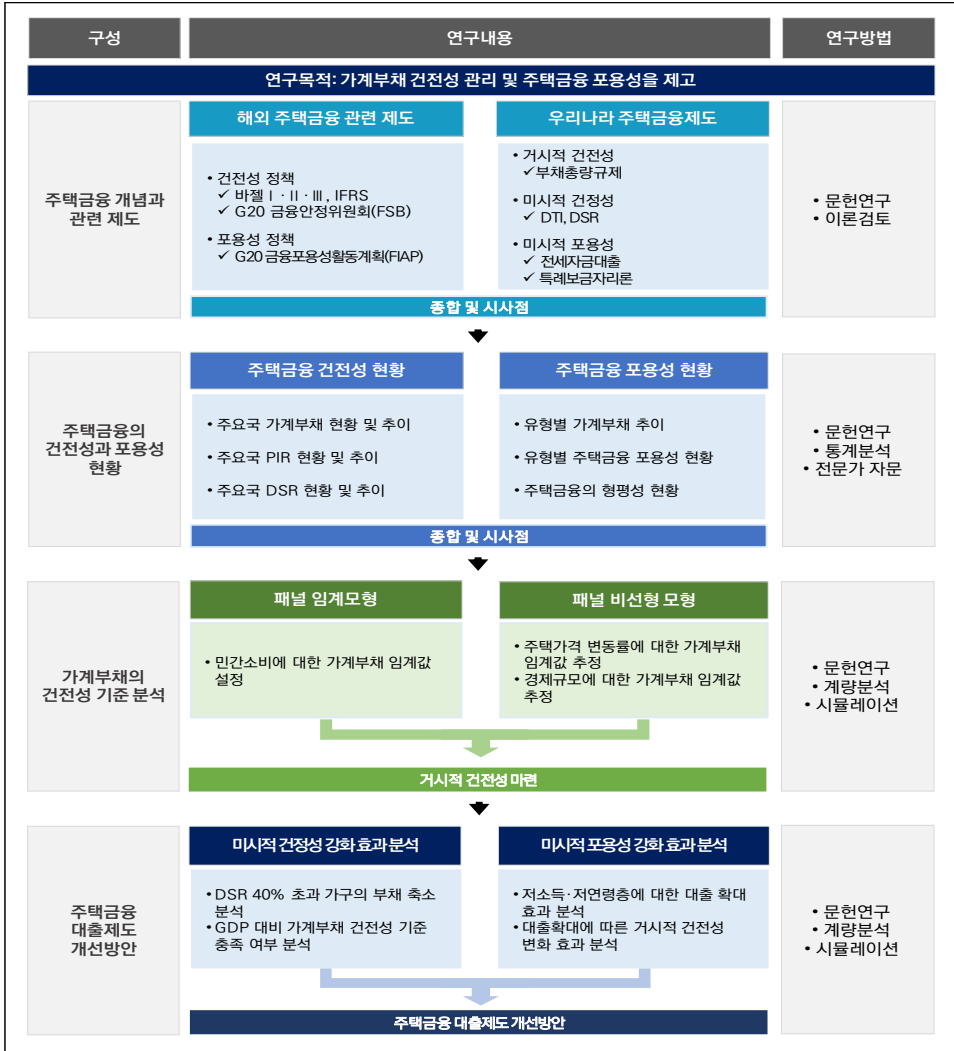 구성
연구내용
연구방법
연구목적: 가계부채 건전성 관리 및 주택금융 포용성을 제고
주택금융 개념과
관련 제도
해외 주택금융 관련 제도
• 건전성 정책
✓ 바젤 Ⅰ·Ⅱ·Ⅲ, IFRS
✓ G20 금융안정위원회(FSB)
• 포용성 정책
✓ G20 금융포용성활동계획(FIAP)
우리나라 주택금융제도
• 거시적 건전성
✓부채총량규제
• 미시적 건정성
✓ DTI, DSR
• 미시적 포용성
✓ 전세자금대출
✓ 특례보금자리론
종합 및 시사점
• 문헌연구
• 이론검토
주택금융의
건전성과 포용성
현황
주택금융 건전성 현황
• 주요국 가계부채 현황 및 추이
• 주요국 PIR 현황 및 추이
• 주요국 DSR 현황 및 추이
주택금융 포용성 현황
• 유형별 가계부채 추이
• 유형별 주택금융 포용성 현황
• 주택금융의 형평성 현황
종합 및 시사점
• 문헌연구
• 통계분석
• 전문가 자문
가계부채의
건전성 기준 분석
패널 임계모형
• 민간소비에 대한 가계부채 임계값
설정
패널 비선형 모형
• 주택가격 변동률에 대한 가계부채
임계값 추정
• 경제규모에 대한 가계부채 임계값
추정
거시적 건전성 마련
• 문헌연구
• 계량분석
• 시뮬레이션
주택금융
대출제도
개선방안
미시적 건정성 강화 효과 분석
• DSR 40% 초과 가구의 부채 축소
분석
• GDP 대비 가계부채 건전성 기준
충족 여부 분석
미시적 포용성 강화 효과 분석
• 저소득·저연령층에 대한 대출 확대
효과 분석
• 대출확대에 따른 거시적 건전성
변화 효과 분석
주택금융 대출제도 개선방안
• 문헌연구
• 계량분석
• 시뮬레이션